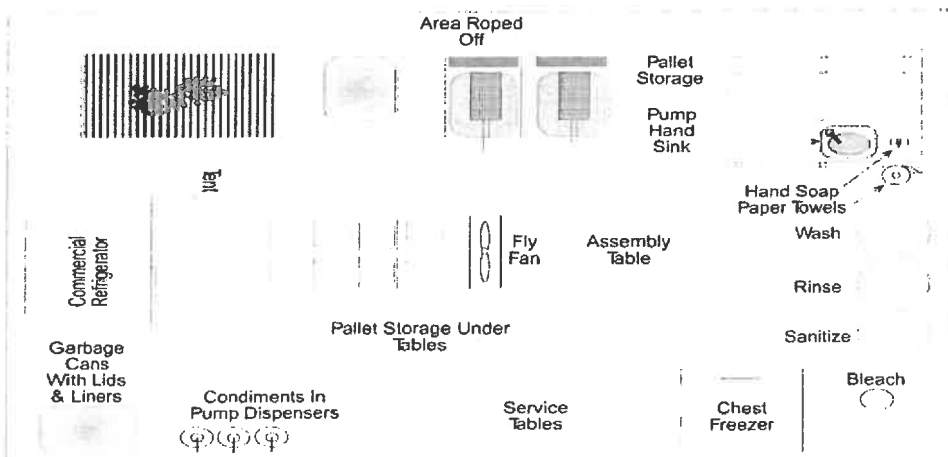 Area Roped
Off
Pallet
Storage
Pump
Hand
Sink
Tent
Hand Soap
Paper Towels
Commercial
Refrigerator
Fly
Fan
Assembly
Table
Wash
Rinse
Sanitize
Pallet Storage Under
Tables
Garbage
Cans
With Lids
& Liners
Condiments In
Pump Dispensers
Service
Tables
Chest
Freezer
Bleach